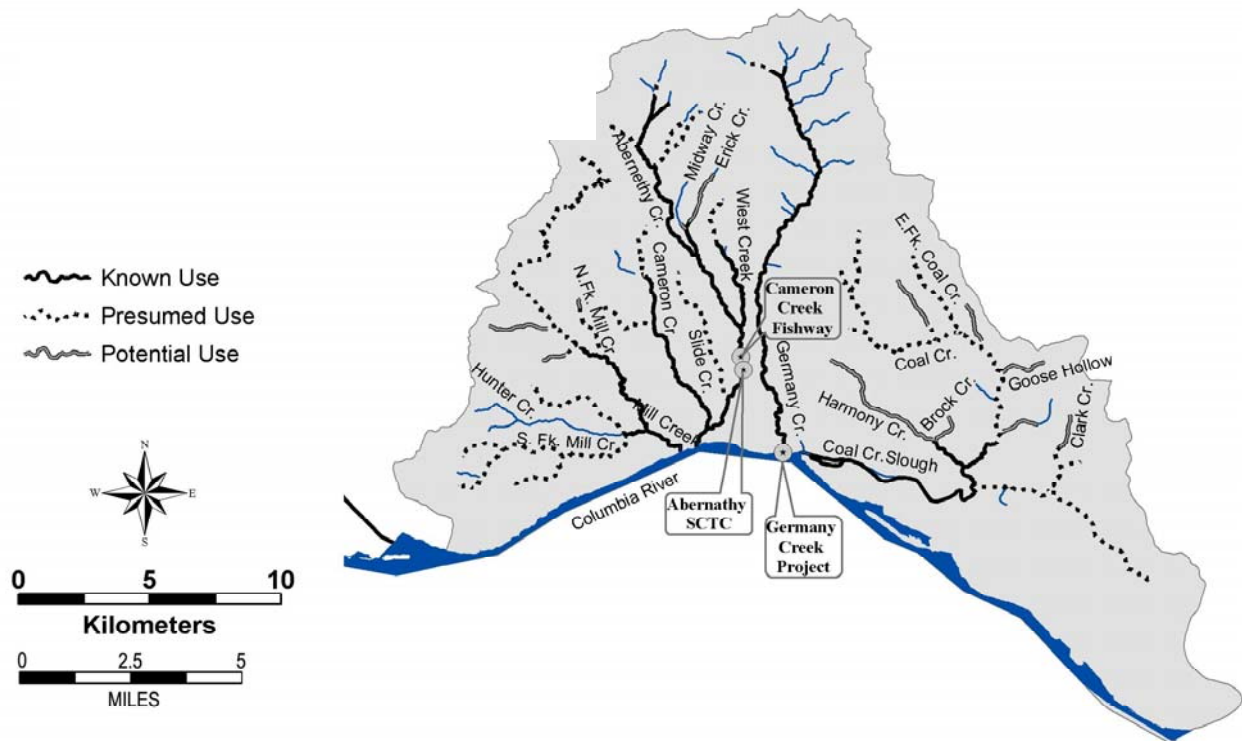 Known Use
Presumed Use
Potential Use
N
W
E
S
0
5
10
Kilometers
0
2.5
5
MILES
Abernethy Cr.
Midway Cr.
Erick Cr.
Wiest Creek
Cameron Cr.
N.Fk. Mill Cr.
Slide Cr.
Hunter Cr.
Mill Creek
S. Fk. Mill Cr.
Columbia River
Cameron
Creek
Fishway
Germany Cr.
E.Fk. Coal Cr.
Coal Cr.
Goose Hollow
Brock Cr.
Harmony Cr.
Clark Cr.
Coal Cr.Slough
Abernathy
SCTC
Germany
Creek
Project